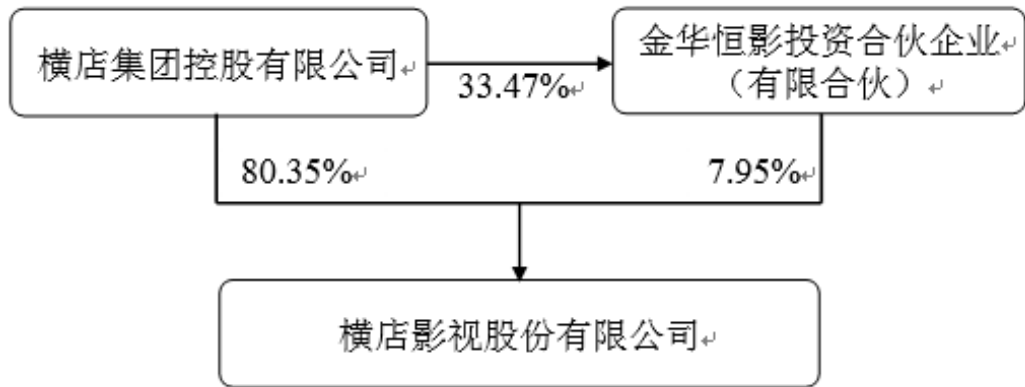 横店集团控股有限公司
金华恒影投资合伙企业
（有限合伙）
33.47%
80.35%
7.95%
横店影视股份有限公司